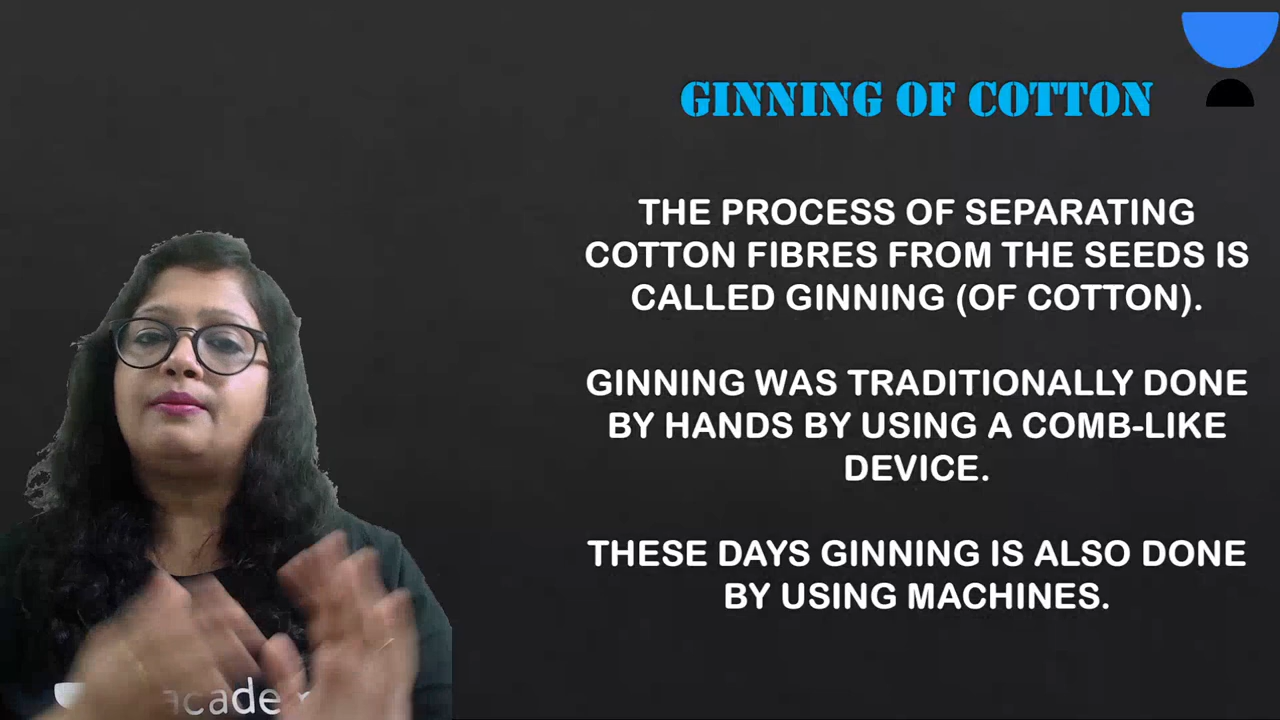 GINNING OF COTTON
THE PROCESS OF SEPARATING
COTTON FIBRES FROM THE SEEDS IS
CALLED GINNING (OF COTTON).
GINNING WAS TRADITIONALLY DONE
BY HANDS BY USING A COMB-LIKE
DEVICE.
THESE DAYS GINNING IS ALSO DONE
BY USING MACHINES.